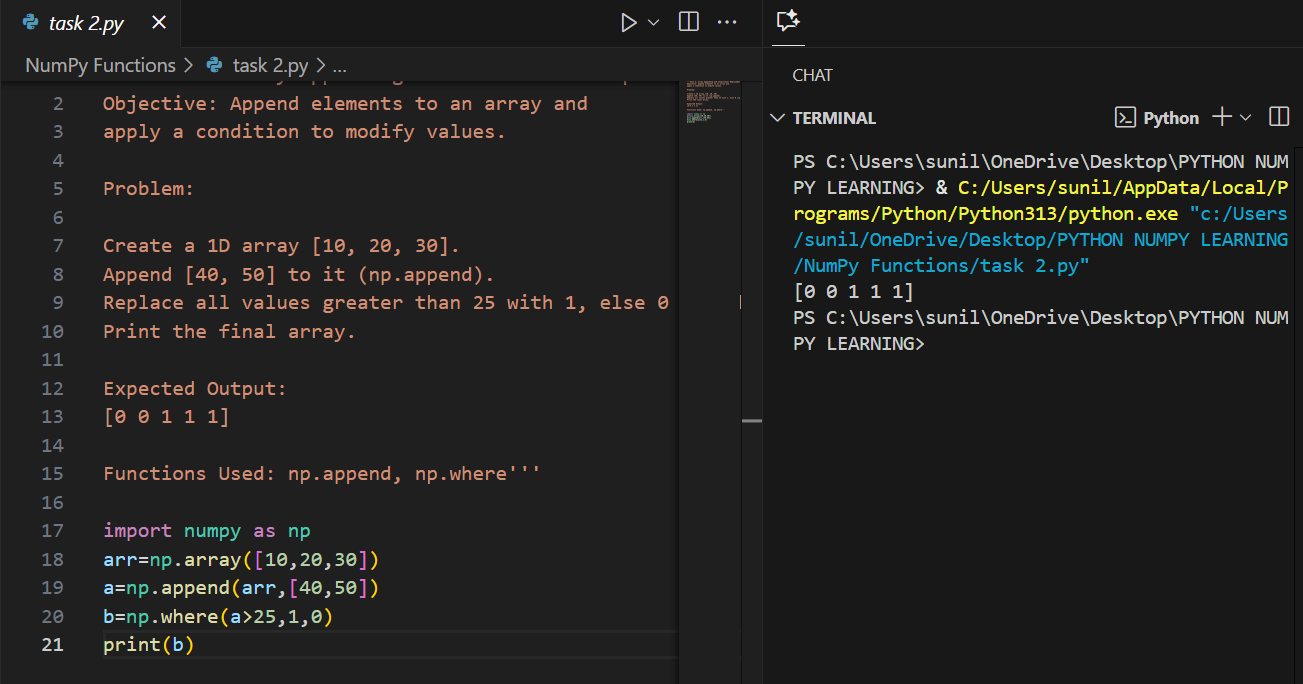 task 2.py
NumPy Functions > task 2.py > ...
2 Objective: Append elements to an array and
3 apply a condition to modify values.
4
5 Problem:
6
7 Create a 1D array [10, 20, 30].
8 Append [40, 50] to it (np.append).
9 Replace all values greater than 25 with 1, else 0
10 Print the final array.
11
12 Expected Output:
13 [0 0 1 1 1]
14
15 Functions Used: np.append, np.where'''
16
17 import numpy as np
18 arr=np.array([10,20,30])
19 a=np.append(arr,[40,50])
20 b=np.where(a>25,1,0)
21 print(b)
CHAT
TERMINAL
Python
PS C:\Users\sunil\OneDrive\Desktop\PYTHON NUM
PY LEARNING> & C:/Users/sunil/AppData/Local/P
rograms/Python/Python313/python.exe "c:/Users
/sunil/OneDrive/Desktop/PYTHON NUMPY LEARNING
/NumPy Functions/task 2.py"
[0 0 1 1 1]
PS C:\Users\sunil\OneDrive\Desktop\PYTHON NUM
PY LEARNING>